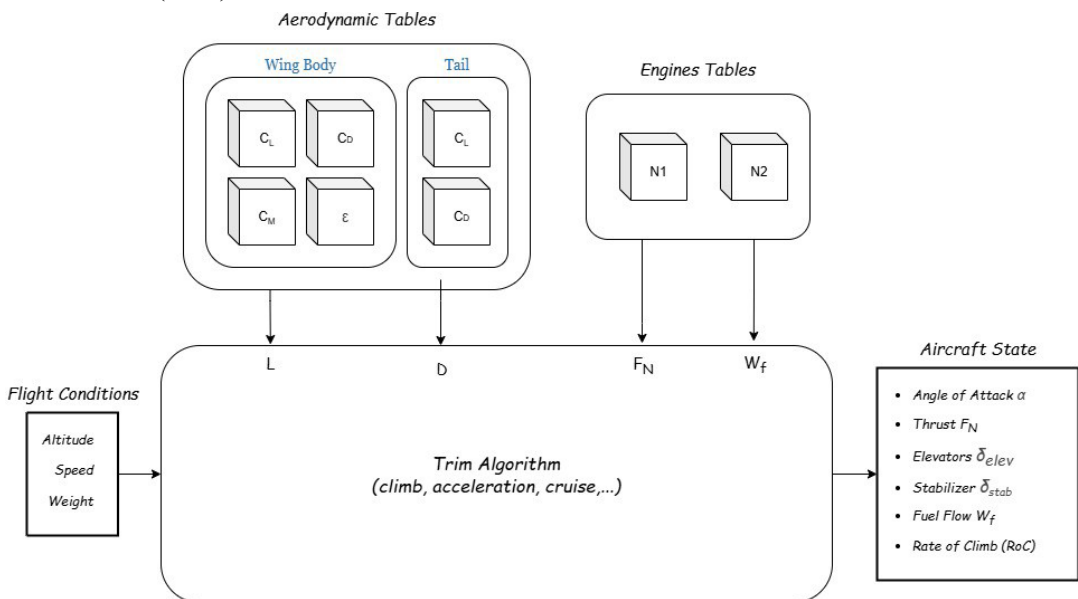 Aerodynamic Tables
Wing Body
Tail
Engines Tables
C_L
C_D
C_L
N1
N2
C_M
ε
C_D
L
D
F_N
W_f
Flight Conditions
Altitude
Speed
Weight
Trim Algorithm
(climb, acceleration, cruise,...)
Aircraft State
• Angle of Attack α
• Thrust F_N
• Elevators δ_elev
• Stabilizer δ_stab
• Fuel Flow W_f
• Rate of Climb (RoC)